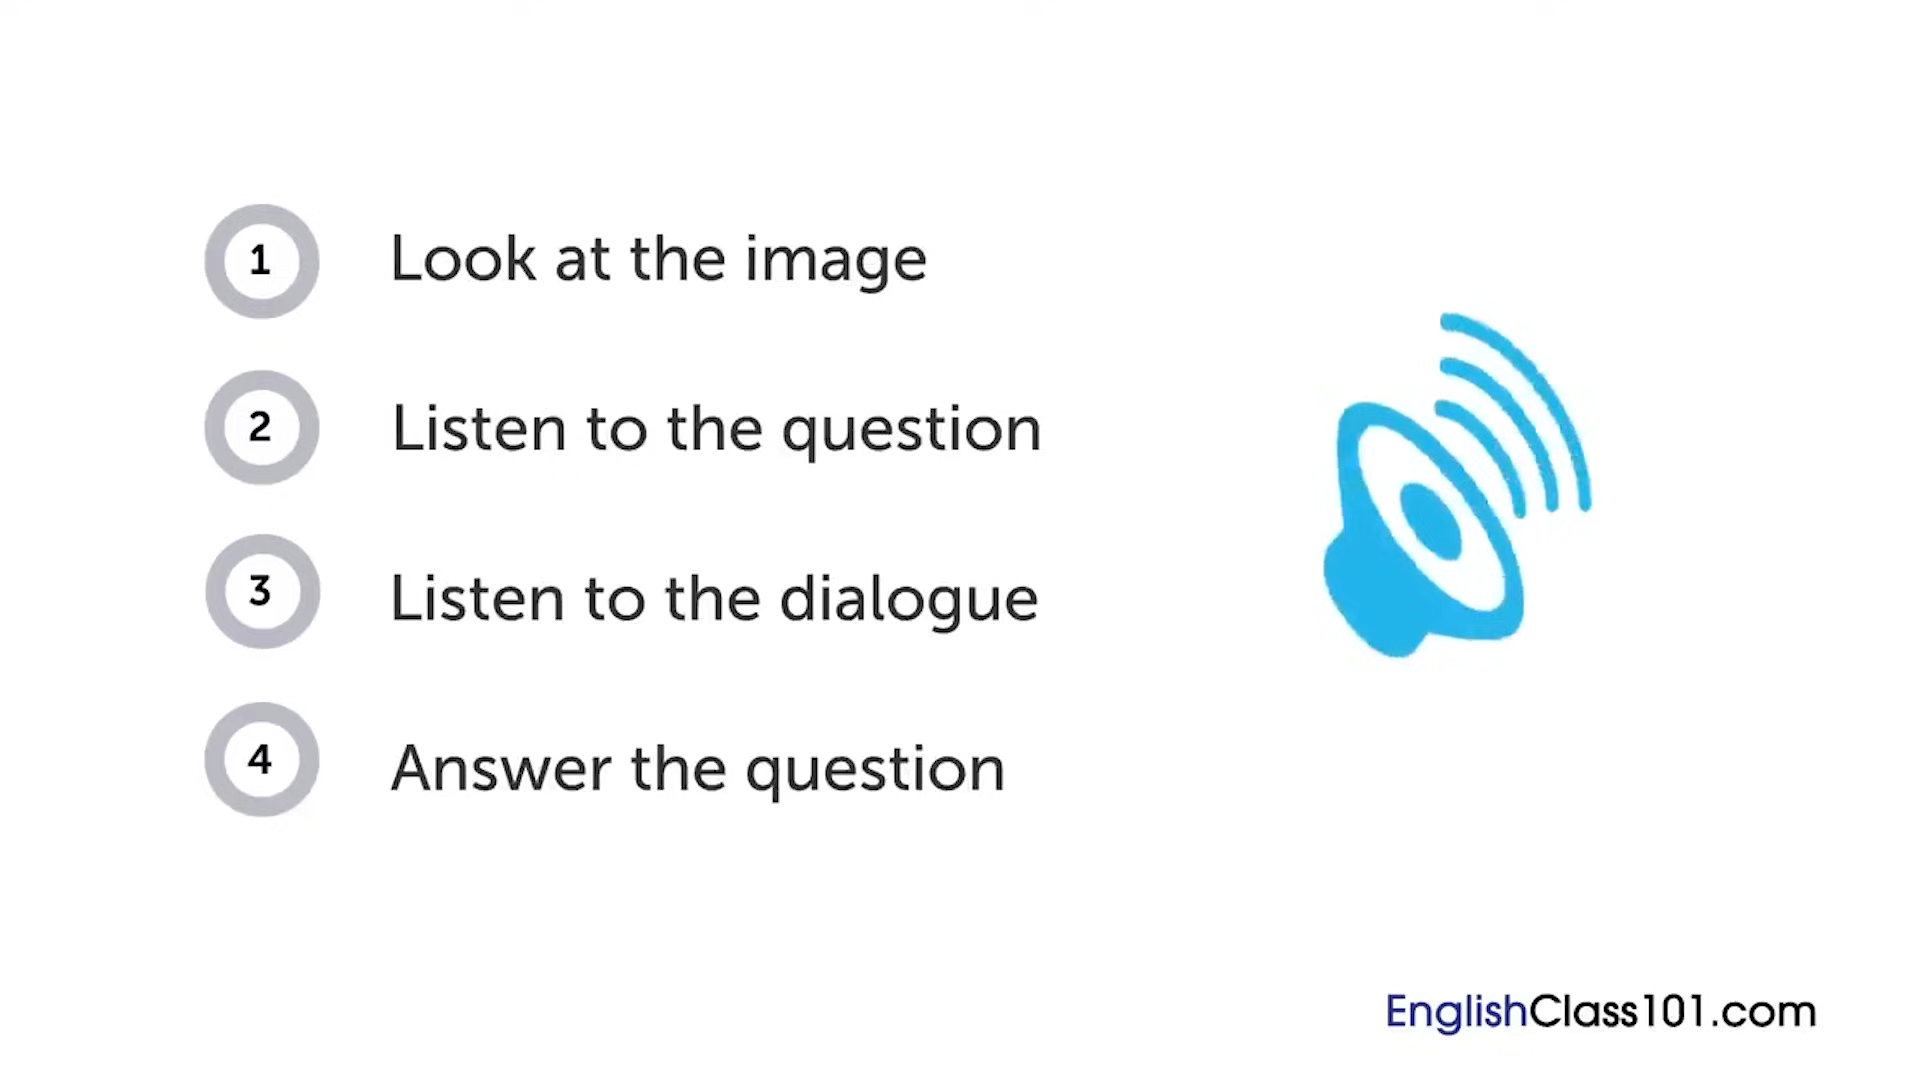 1 Look at the image
2 Listen to the question
3 Listen to the dialogue
4 Answer the question
EnglishClass101.com